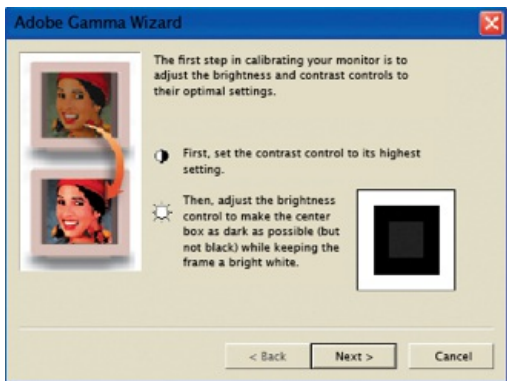 Adobe Gamma Wizard
The first step in calibrating your monitor is to
adjust the brightness and contrast controls to
their optimal settings.
First, set the contrast control to its highest
setting.
Then, adjust the brightness
control to make the center
box as dark as possible (but
not black) while keeping the
frame a bright white.
< Back
Next >
Cancel